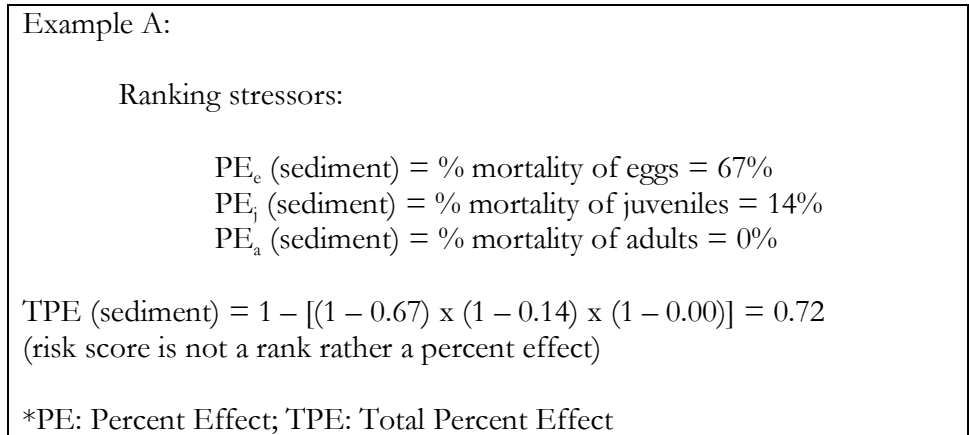 Example A:
Ranking stressors:
PEₑ (sediment) = % mortality of eggs = 67%
PEⱼ (sediment) = % mortality of juveniles = 14%
PEₐ (sediment) = % mortality of adults = 0%
TPE (sediment) = 1 – [(1 – 0.67) x (1 – 0.14) x (1 – 0.00)] = 0.72
(risk score is not a rank rather a percent effect)
*PE: Percent Effect; TPE: Total Percent Effect